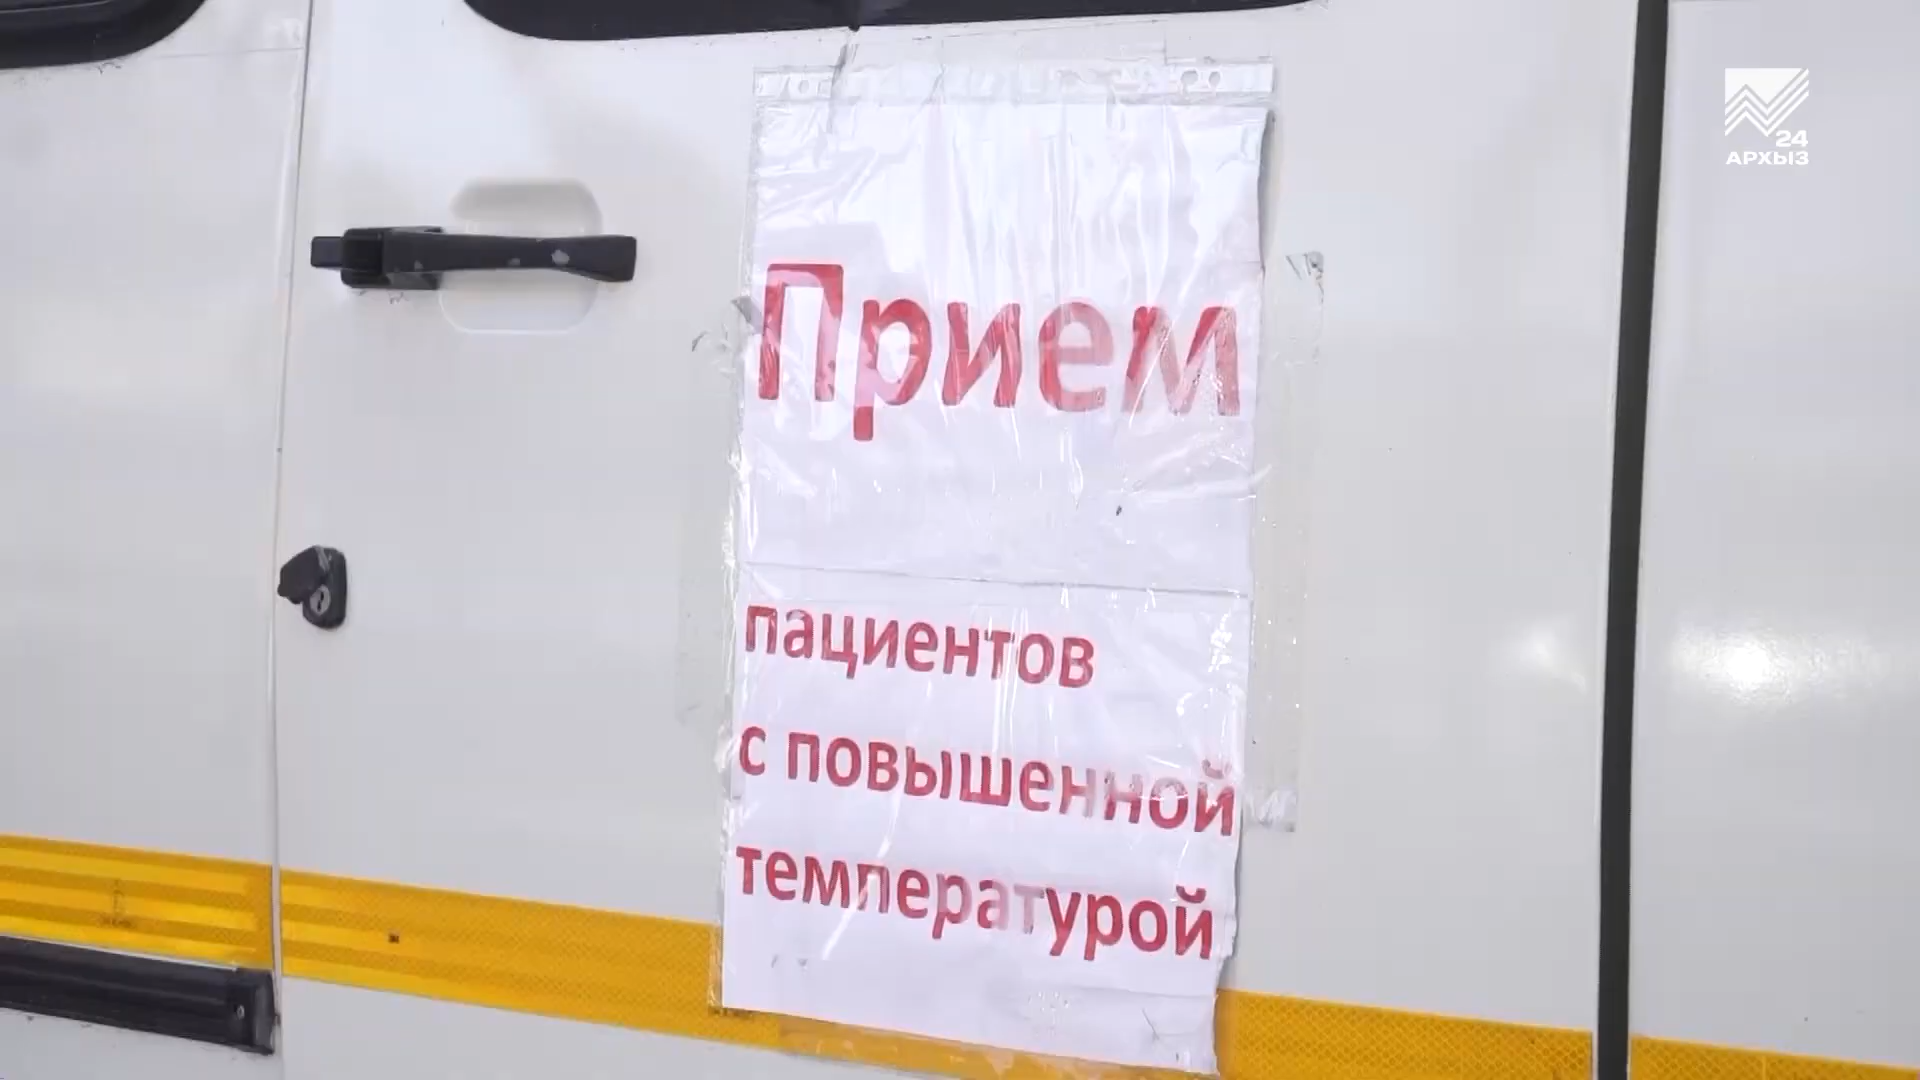 24
АРХЫЗ
Прием
пациентов
с повышенной
температурой